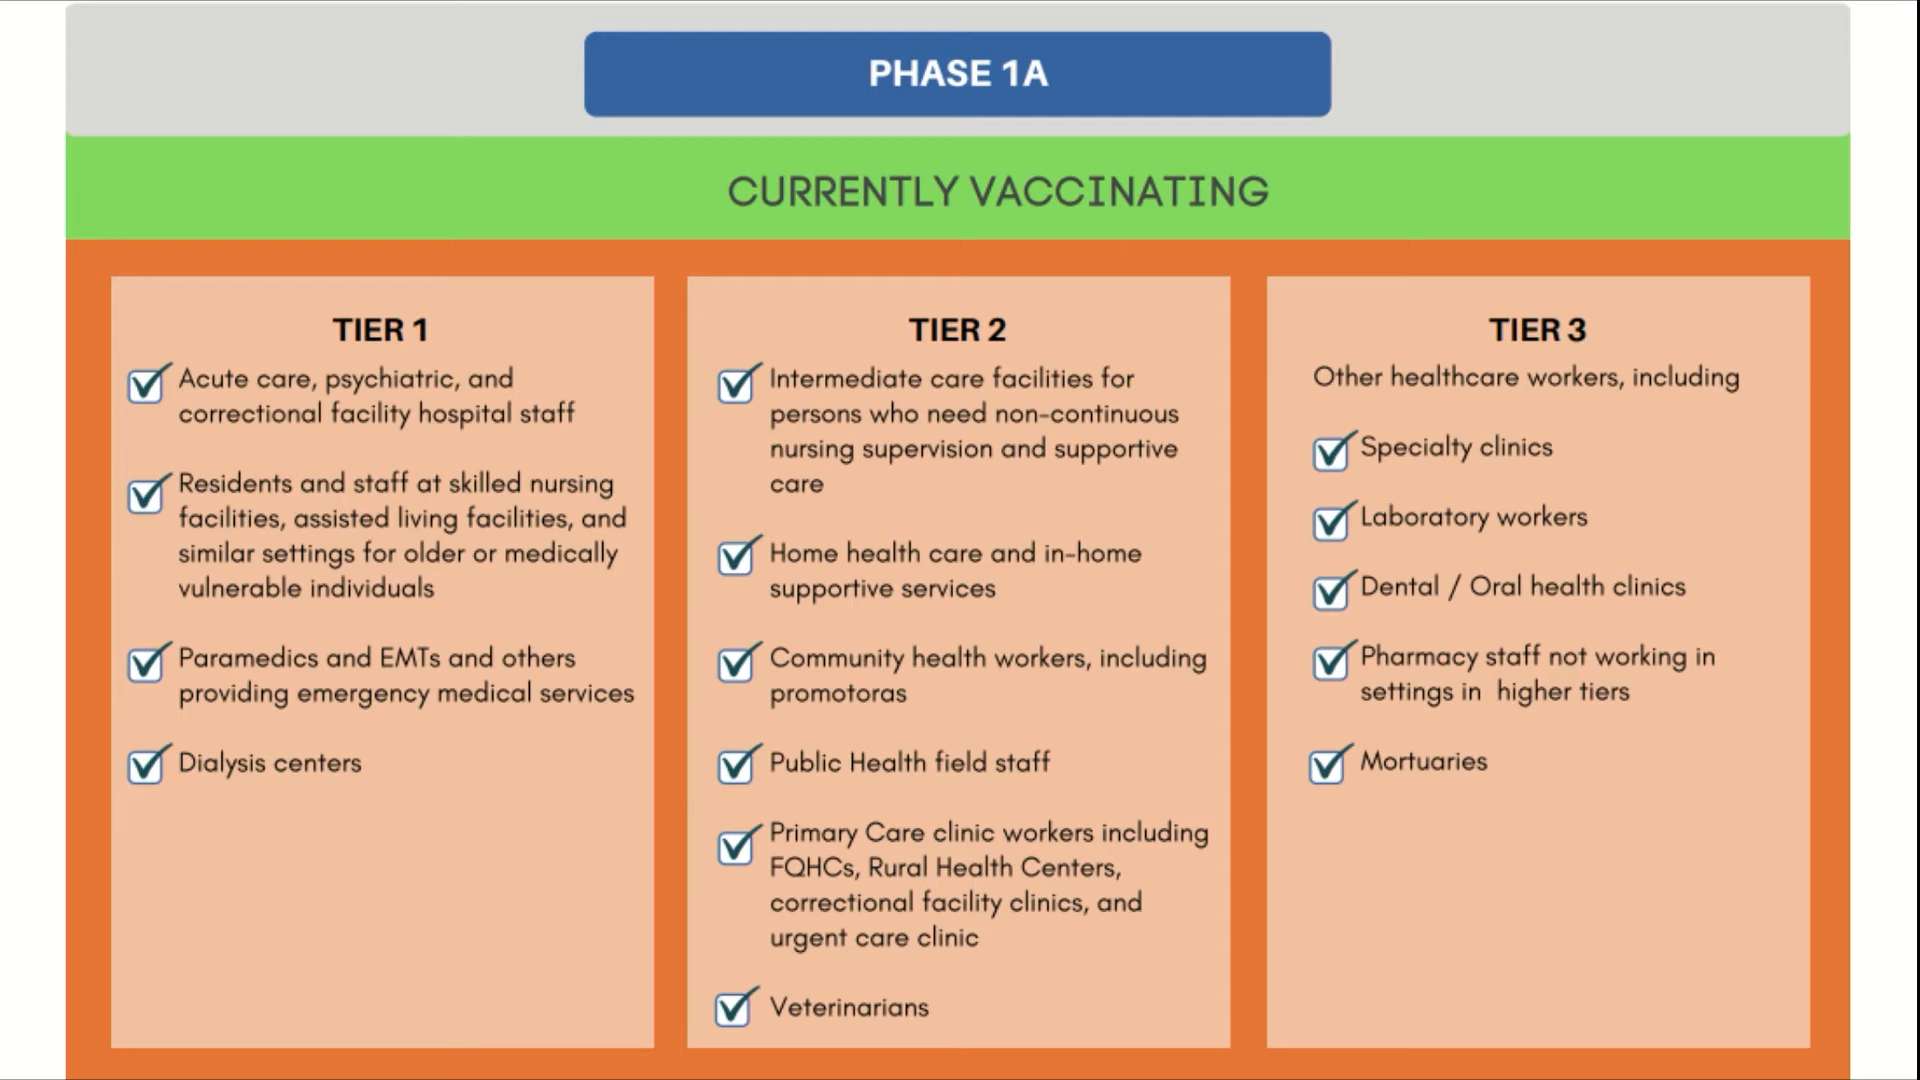 PHASE 1A
CURRENTLY VACCINATING
TIER 1
Acute care, psychiatric, and
correctional facility hospital staff
Residents and staff at skilled nursing
facilities, assisted living facilities, and
similar settings for older or medically
vulnerable individuals
Paramedics and EMTs and others
providing emergency medical services
Dialysis centers
TIER 2
Intermediate care facilities for
persons who need non-continuous
nursing supervision and supportive
care
Home health care and in-home
supportive services
Community health workers, including
promotoras
Public Health field staff
Primary Care clinic workers including
FQHCs, Rural Health Centers,
correctional facility clinics, and
urgent care clinic
Veterinarians
TIER 3
Other healthcare workers, including
Specialty clinics
Laboratory workers
Dental / Oral health clinics
Pharmacy staff not working in
settings in higher tiers
Mortuaries